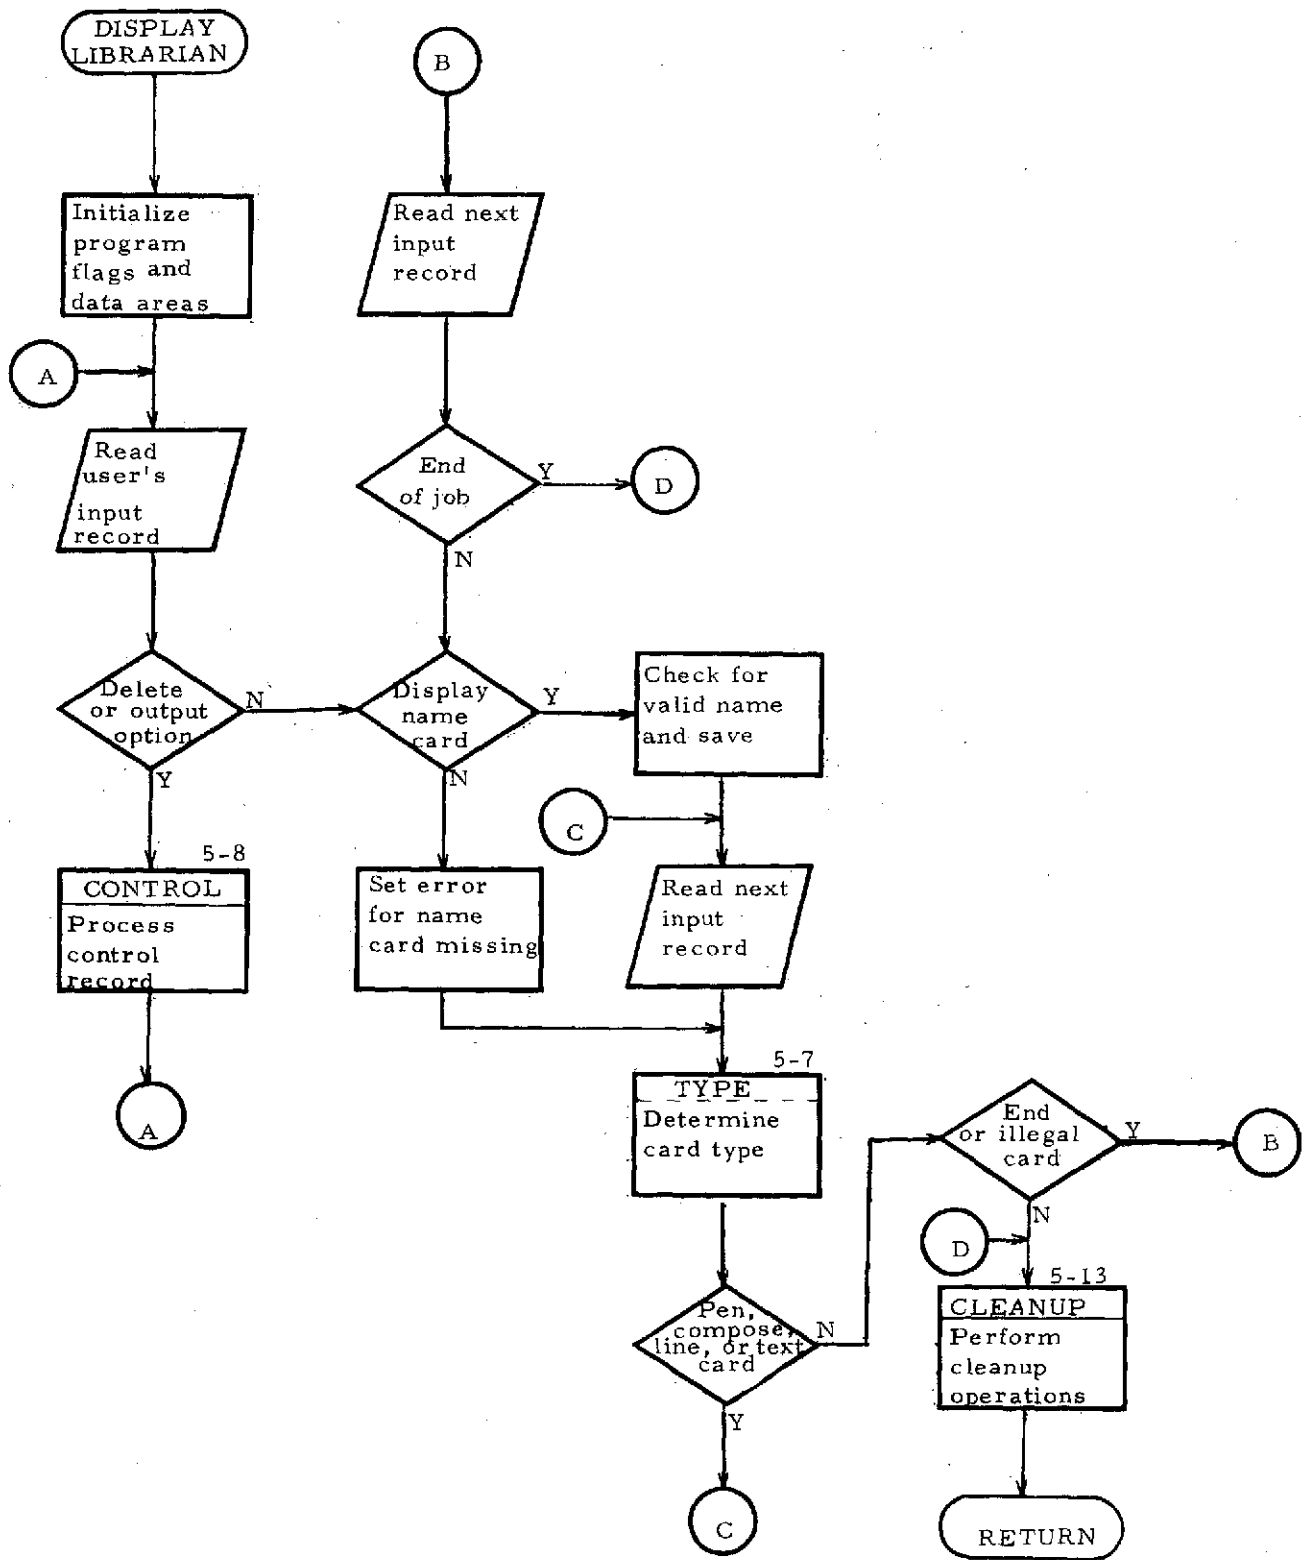 DISPLAY
LIBRARIAN
Initialize
program
flags and
data areas
A
Read
user's
input
record
Delete
or output
option
N
Y
5-8
CONTROL
Process
control
record
A
B
Read next
input
record
End
of job
Y
D
N
Display
name
card
Y
N
Set error
for name
card missing
Check for
valid name
and save
C
Read next
input
record
5-7
TYPE
Determine
card type
Pen,
compose,
line, or text
card
N
Y
C
End
or illegal
card
Y
B
N
D
5-13
CLEANUP
Perform
cleanup
operations
RETURN